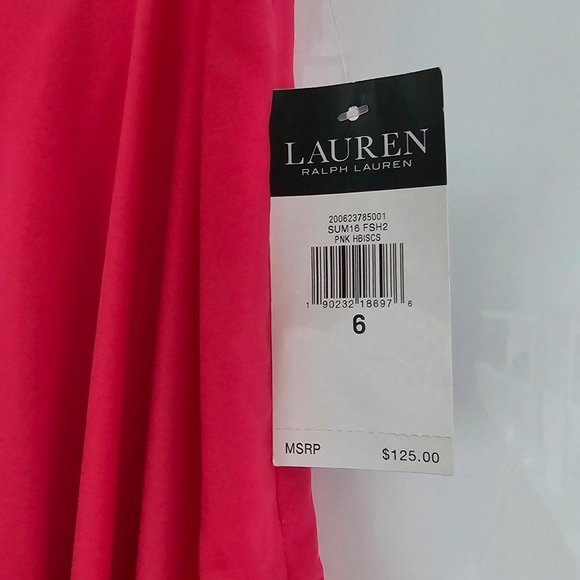 LAUREN
RALPH LAUREN
200623785001
SUM16 FSH2
PNK HBISCS
1 90232 18697 6
6
MSRP $125.00